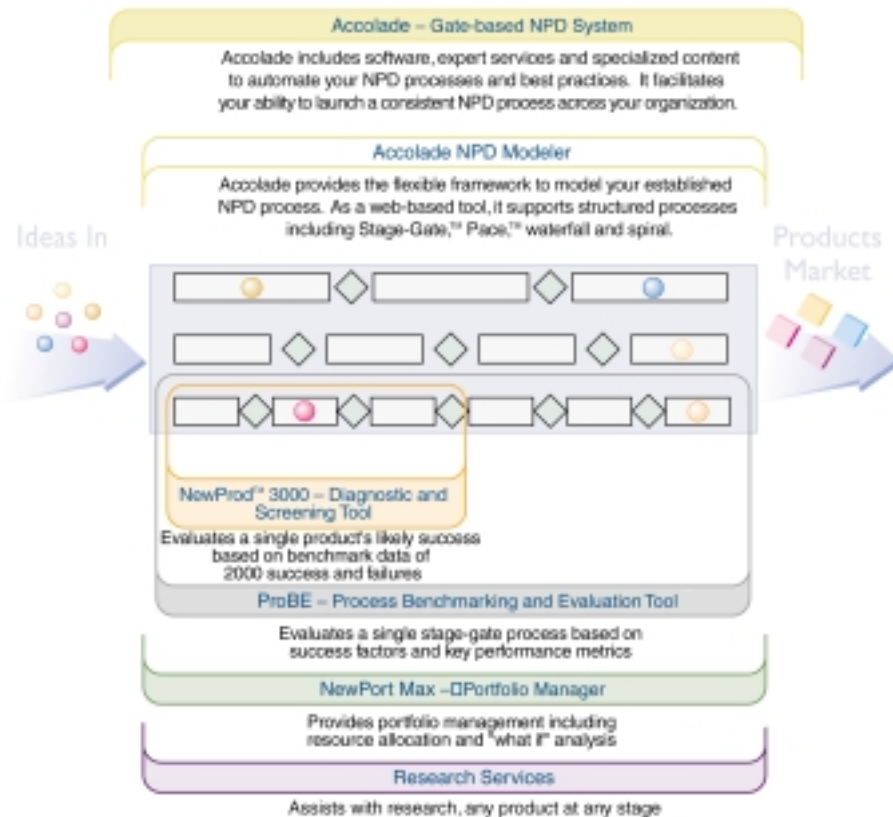 Accolade – Gate-based NPD System
Accolade includes software, expert services and specialized content
to automate your NPD processes and best practices. It facilitates
your ability to launch a consistent NPD process across your organization.
Accolade NPD Modeler
Accolade provides the flexible framework to model your established
NPD process. As a web-based tool, it supports structured processes
including Stage-Gate,™ Pace,™ waterfall and spiral.
Ideas In
Products
Market
NewProd™ 3000 – Diagnostic and
Screening Tool
Evaluates a single product's likely success
based on benchmark data of
2000 success and failures
ProBE – Process Benchmarking and Evaluation Tool
Evaluates a single stage-gate process based on
success factors and key performance metrics
NewPort Max –□Portfolio Manager
Provides portfolio management including
resource allocation and "what if" analysis
Research Services
Assists with research, any product at any stage